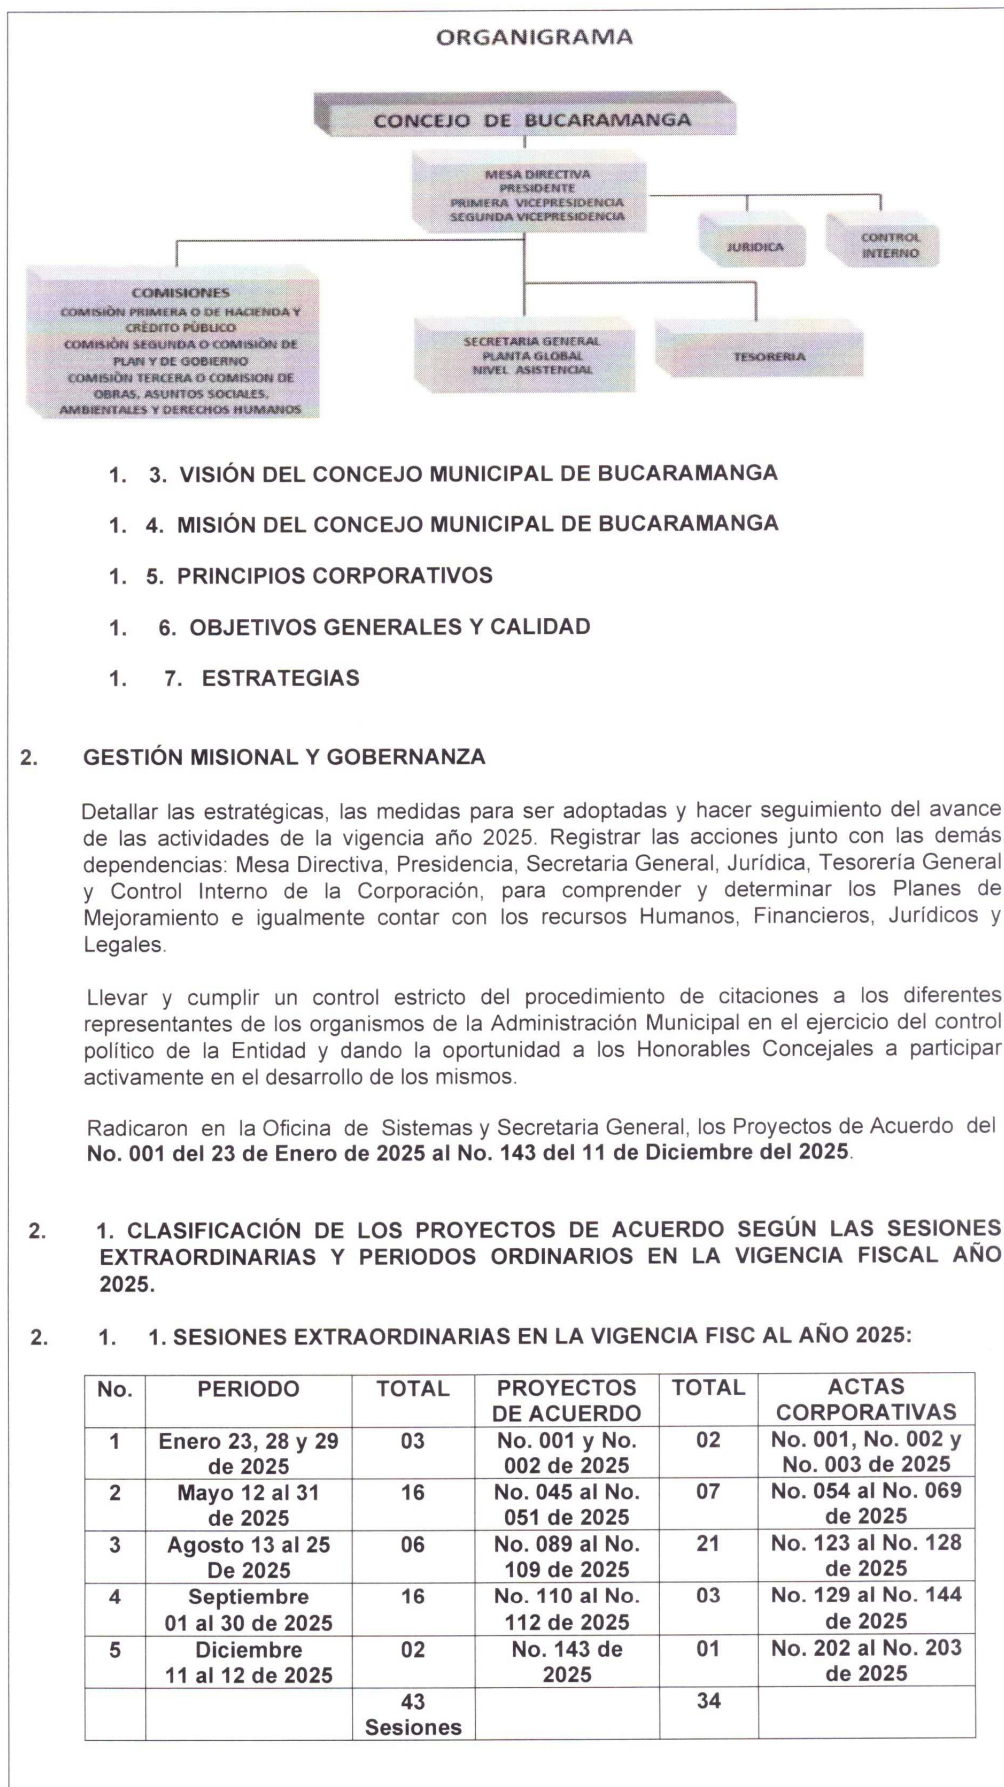 ORGANIGRAMA
CONCEJO DE BUCARAMANGA
MESA DIRECTIVA
PRESIDENTE
PRIMERA VICEPRESIDENCIA
SEGUNDA VICEPRESIDENCIA
JURIDICA
CONTROL
INTERNO
COMISIONES
COMISIÒN PRIMERA O DE HACIENDA Y
CRÈDITO PÙBLICO
COMISIÒN SEGUNDA O COMISIÒN DE
PLAN Y DE GOBIERNO
COMISIÒN TERCERA O COMISION DE
OBRAS, ASUNTOS SOCIALES,
AMBIENTALES Y DERECHOS HUMANOS
SECRETARIA GENERAL
PLANTA GLOBAL
NIVEL ASISTENCIAL
TESORERIA
1. 3. VISIÓN DEL CONCEJO MUNICIPAL DE BUCARAMANGA
1. 4. MISIÓN DEL CONCEJO MUNICIPAL DE BUCARAMANGA
1. 5. PRINCIPIOS CORPORATIVOS
1. 6. OBJETIVOS GENERALES Y CALIDAD
1. 7. ESTRATEGIAS
2. GESTIÓN MISIONAL Y GOBERNANZA
Detallar las estratégicas, las medidas para ser adoptadas y hacer seguimiento del avance
de las actividades de la vigencia año 2025. Registrar las acciones junto con las demás
dependencias: Mesa Directiva, Presidencia, Secretaria General, Jurídica, Tesorería General
y Control Interno de la Corporación, para comprender y determinar los Planes de
Mejoramiento e igualmente contar con los recursos Humanos, Financieros, Jurídicos y
Legales.
Llevar y cumplir un control estricto del procedimiento de citaciones a los diferentes
representantes de los organismos de la Administración Municipal en el ejercicio del control
político de la Entidad y dando la oportunidad a los Honorables Concejales a participar
activamente en el desarrollo de los mismos.
Radicaron en la Oficina de Sistemas y Secretaria General, los Proyectos de Acuerdo del
No. 001 del 23 de Enero de 2025 al No. 143 del 11 de Diciembre del 2025.
2. 1. CLASIFICACIÓN DE LOS PROYECTOS DE ACUERDO SEGÚN LAS SESIONES
EXTRAORDINARIAS Y PERIODOS ORDINARIOS EN LA VIGENCIA FISCAL AÑO
2025.
2. 1. 1. SESIONES EXTRAORDINARIAS EN LA VIGENCIA FISC AL AÑO 2025:
No. PERIODO TOTAL PROYECTOS TOTAL ACTAS
DE ACUERDO CORPORATIVAS
1 Enero 23, 28 y 29 03 No. 001 y No. 02 No. 001, No. 002 y
de 2025 002 de 2025 No. 003 de 2025
2 Mayo 12 al 31 16 No. 045 al No. 07 No. 054 al No. 069
de 2025 051 de 2025 de 2025
3 Agosto 13 al 25 06 No. 089 al No. 21 No. 123 al No. 128
De 2025 109 de 2025 de 2025
4 Septiembre 16 No. 110 al No. 03 No. 129 al No. 144
01 al 30 de 2025 112 de 2025 de 2025
5 Diciembre 02 No. 143 de 01 No. 202 al No. 203
11 al 12 de 2025 2025 de 2025
43 34
Sesiones